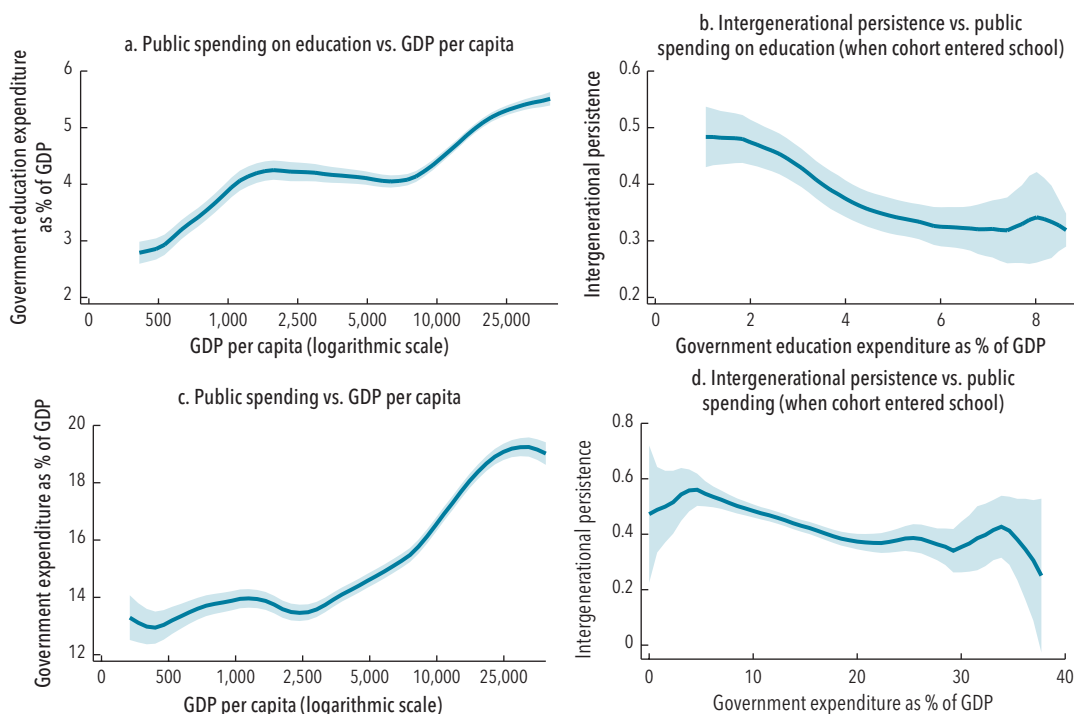 a. Public spending on education vs. GDP per capita
Government education expenditure
as % of GDP
6
5
4
3
2
0
500
1,000
2,500
5,000
10,000
25,000
GDP per capita (logarithmic scale)
b. Intergenerational persistence vs. public
spending on education (when cohort entered school)
Intergenerational persistence
0.6
0.5
0.4
0.3
0.2
0
2
4
6
8
Government education expenditure as % of GDP
c. Public spending vs. GDP per capita
Government expenditure as % of GDP
20
18
16
14
12
0
500
1,000
2,500
5,000
10,000
25,000
GDP per capita (logarithmic scale)
d. Intergenerational persistence vs. public
spending (when cohort entered school)
Intergenerational persistence
0.8
0.6
0.4
0.2
0
0
10
20
30
40
Government expenditure as % of GDP